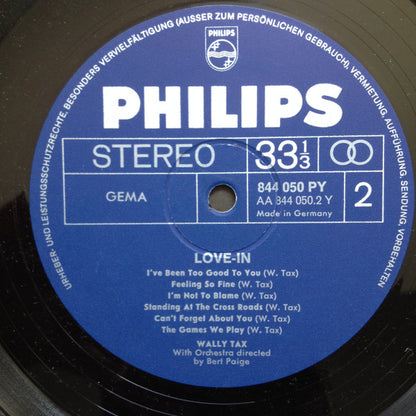 URHEBER- UND LEISTUNGSSCHUTZRECHTE, BESONDERS VERVIELFÄLTIGUNG (AUSSER ZUM PERSÖNLICHEN GEBRAUCH), VERMIETUNG, AUFFÜHRUNG, SENDUNG VORBEHALTEN
PHILIPS
PHILIPS
STEREO 33 1/3
GEMA
844 050 PY
AA 844 050.2 Y
Made in Germany
2
LOVE-IN
I've Been Too Good To You (W. Tax)
Feeling So Fine (W. Tax)
I'm Not To Blame (W. Tax)
Standing At The Cross Roads (W. Tax)
Can't Forget About You (W. Tax)
The Games We Play (W. Tax)
WALLY TAX
With Orchestra directed
by Bert Paige